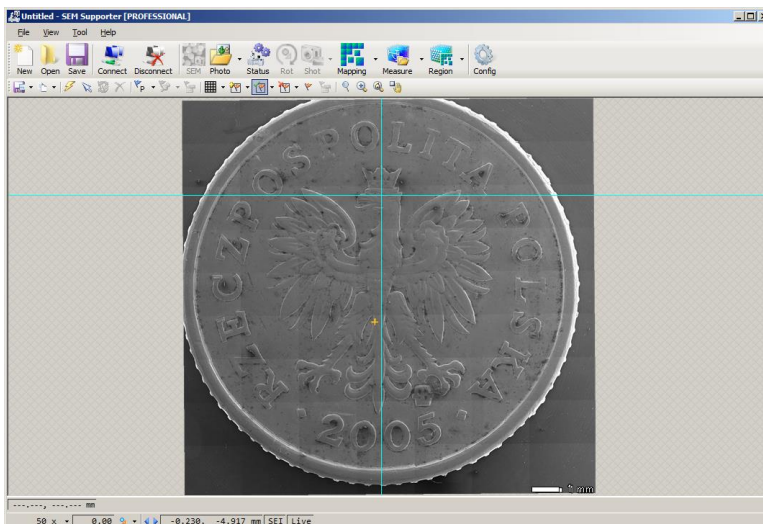 Untitled - SEM Supporter [PROFESSIONAL]
File View Tool Help
New Open Save Connect Disconnect SEM Photo Status Rot Shot Mapping Measure Region Config
P
RZECZPOSPOLITA POLSKA
2005
1 mm
---.---, ---.--- mm
50 x 0.00 -0.230, -4.917 mm SEI Live